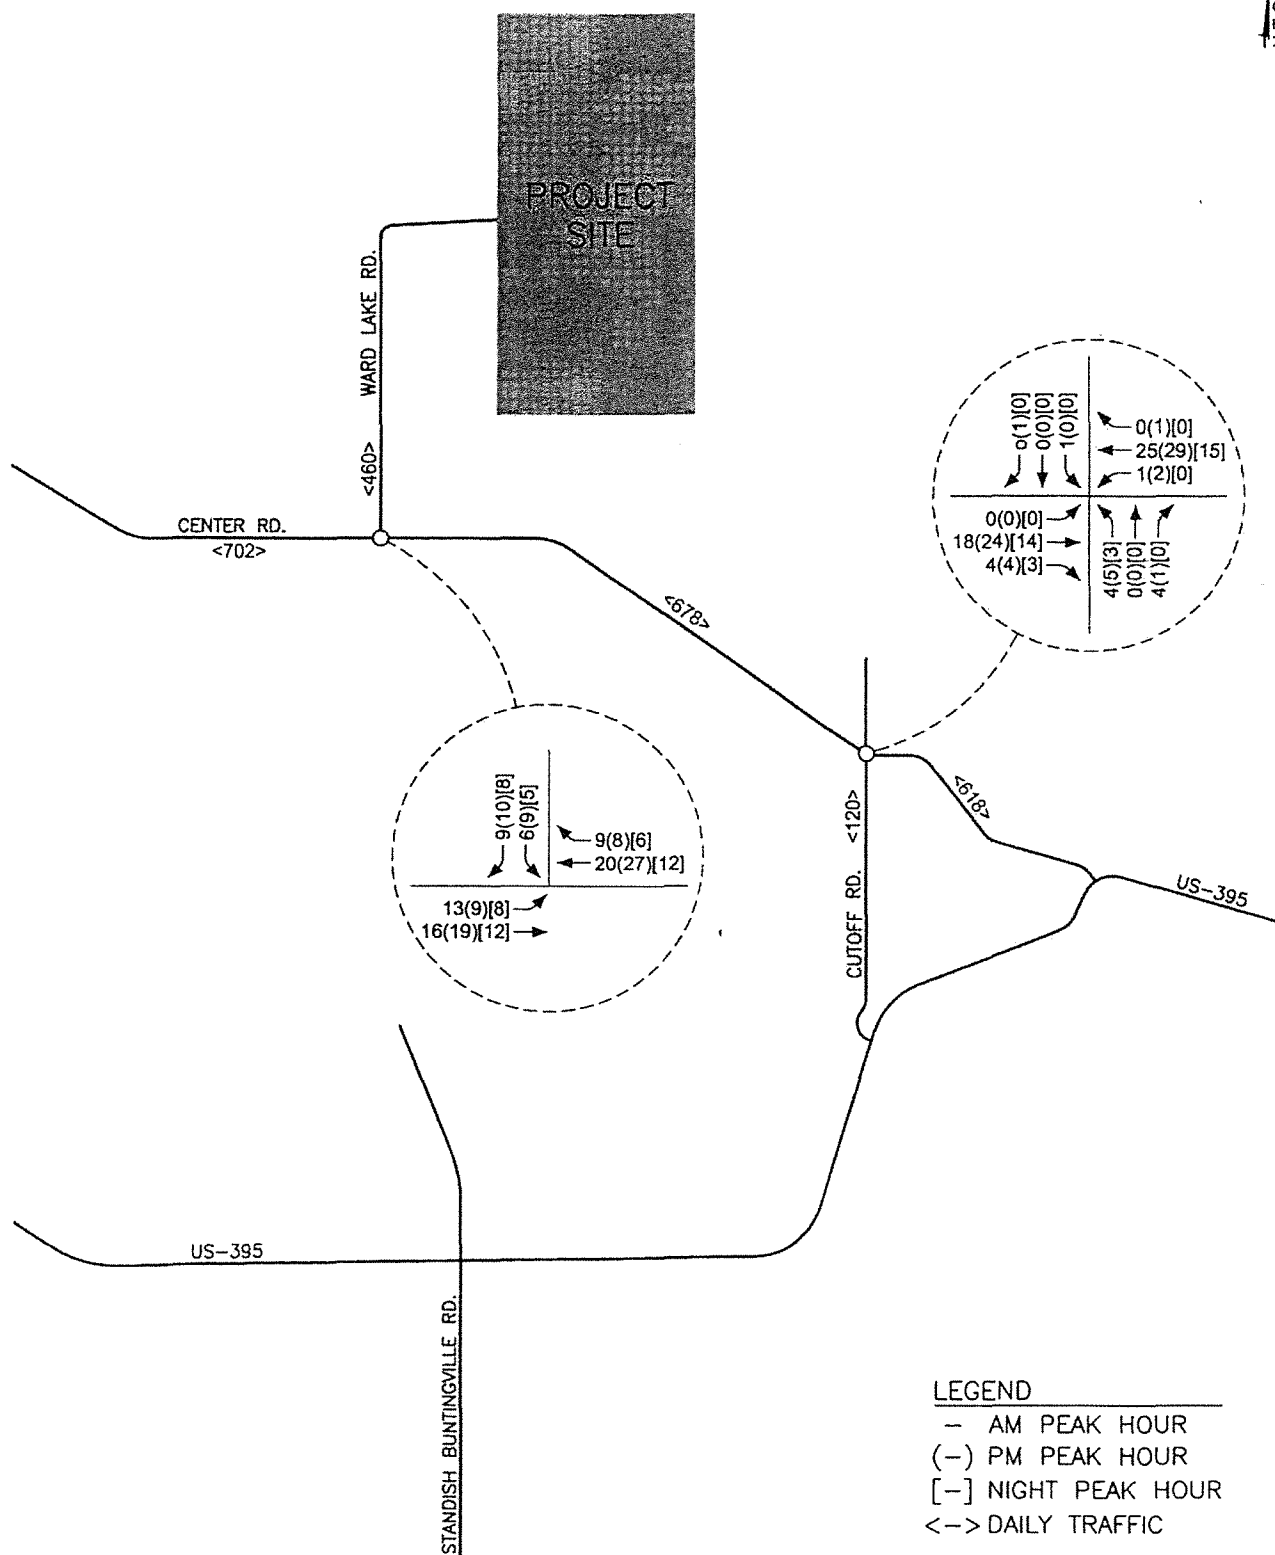 PROJECT
SITE
WARD LAKE RD.
<460>
CENTER RD.
<702>
<678>
0(1)[0]
0(0)[0]
1(0)[0]
0(1)[0]
25(29)[15]
1(2)[0]
0(0)[0]
18(24)[14]
4(4)[3]
4(5)[3]
0(0)[0]
4(1)[0]
9(10)[8]
6(9)[5]
9(8)[6]
20(27)[12]
13(9)[8]
16(19)[12]
<120>
CUTOFF RD.
<618>
US-395
US-395
STANDISH BUNTINGVILLE RD.
LEGEND
- AM PEAK HOUR
(-) PM PEAK HOUR
[-] NIGHT PEAK HOUR
<-> DAILY TRAFFIC